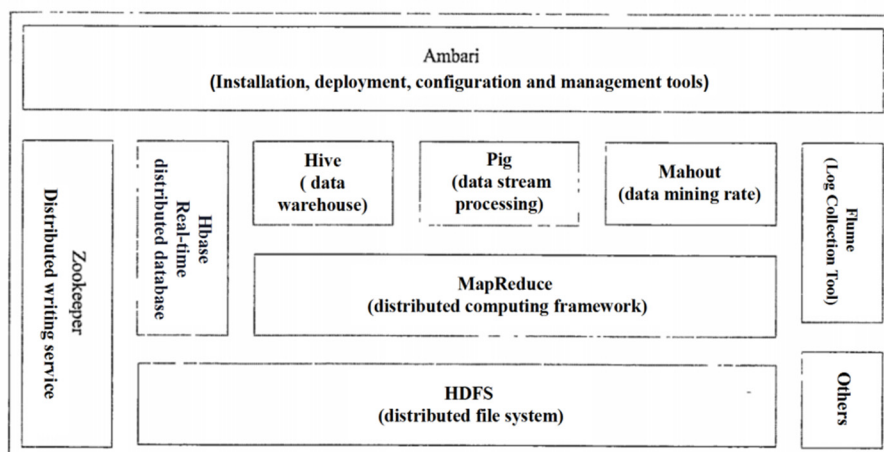 Ambari
(Installation, deployment, configuration and management tools)
Zookeeper
Distributed writing service
Hbase
Real-time
distributed database
Hive
( data
warehouse)
Pig
(data stream
processing)
Mahout
(data mining rate)
Flume
(Log Collection Tool)
MapReduce
(distributed computing framework)
HDFS
(distributed file system)
Others